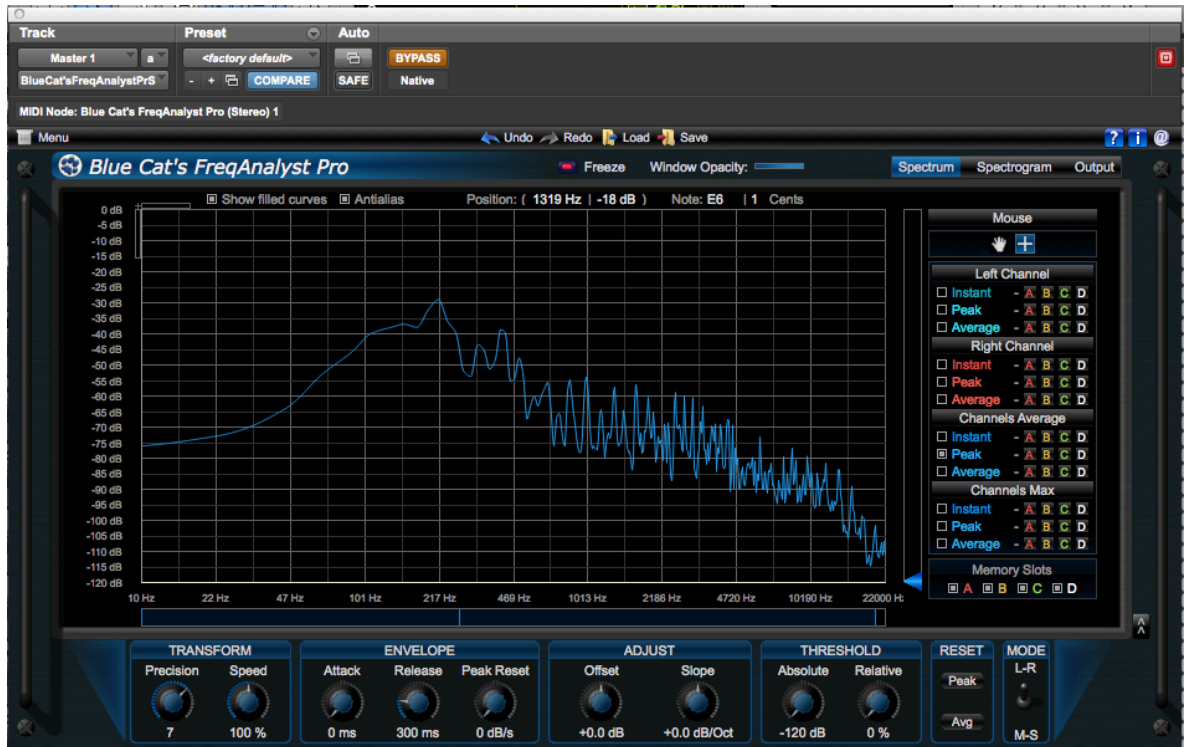 Track Preset Auto
Master 1 a <factory default> BYPASS
BlueCat'sFreqAnalystPrS - + COMPARE SAFE Native
MIDI Node: Blue Cat's FreqAnalyst Pro (Stereo) 1
Menu Undo Redo Load Save ? i @
Blue Cat's FreqAnalyst Pro Freeze Window Opacity: Spectrum Spectrogram Output
Show filled curves Antialias Position: ( 1319 Hz | -18 dB ) Note: E6 | 1 Cents
0 dB
-5 dB
-10 dB
-15 dB
-20 dB
-25 dB
-30 dB
-35 dB
-40 dB
-45 dB
-50 dB
-55 dB
-60 dB
-65 dB
-70 dB
-75 dB
-80 dB
-85 dB
-90 dB
-95 dB
-100 dB
-105 dB
-110 dB
-115 dB
-120 dB
10 Hz 22 Hz 47 Hz 101 Hz 217 Hz 469 Hz 1013 Hz 2186 Hz 4720 Hz 10190 Hz 22000 Hz
Mouse
Left Channel
Instant - A B C D
Peak - A B C D
Average - A B C D
Right Channel
Instant - A B C D
Peak - A B C D
Average - A B C D
Channels Average
Instant - A B C D
Peak - A B C D
Average - A B C D
Channels Max
Instant - A B C D
Peak - A B C D
Average - A B C D
Memory Slots
A B C D
TRANSFORM ENVELOPE ADJUST THRESHOLD RESET MODE
Precision Speed Attack Release Peak Reset Offset Slope Absolute Relative Peak L-R
7 100 % 0 ms 300 ms 0 dB/s +0.0 dB +0.0 dB/Oct -120 dB 0 % Avg M-S